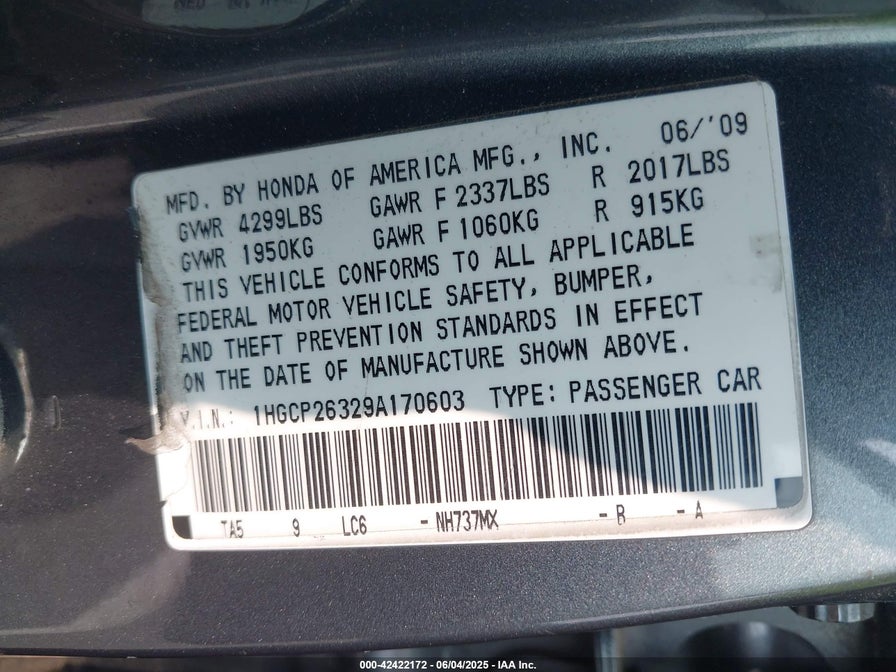 MFD. BY HONDA OF AMERICA MFG., INC. 06/'09
GVWR 4299LBS GAWR F 2337LBS R 2017LBS
GVWR 1950KG GAWR F 1060KG R 915KG
THIS VEHICLE CONFORMS TO ALL APPLICABLE
FEDERAL MOTOR VEHICLE SAFETY, BUMPER,
AND THEFT PREVENTION STANDARDS IN EFFECT
ON THE DATE OF MANUFACTURE SHOWN ABOVE.
V.I.N.: 1HGCP26329A170603 TYPE: PASSENGER CAR
TA5 9 LC6 - NH737MX - B - A
000-42422172 - 06/04/2025 - IAA Inc.